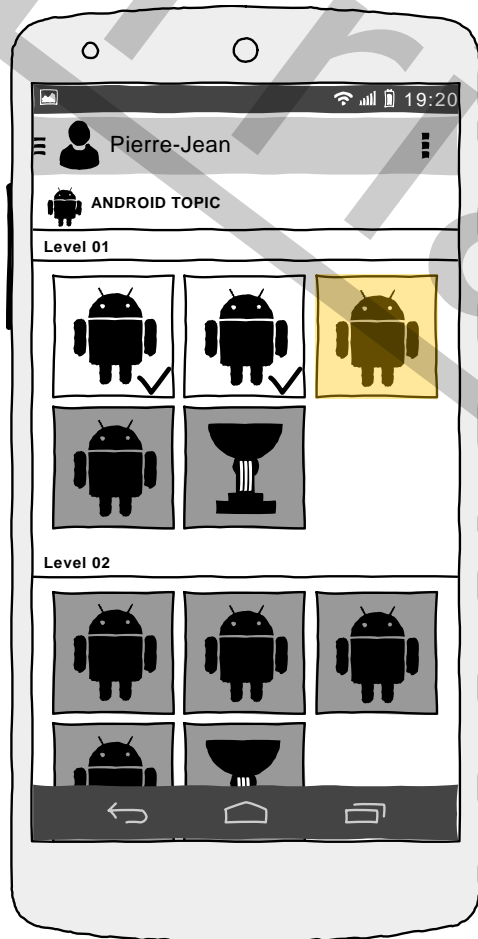 19:20
Pierre-Jean
ANDROID TOPIC
Level 01
Level 02